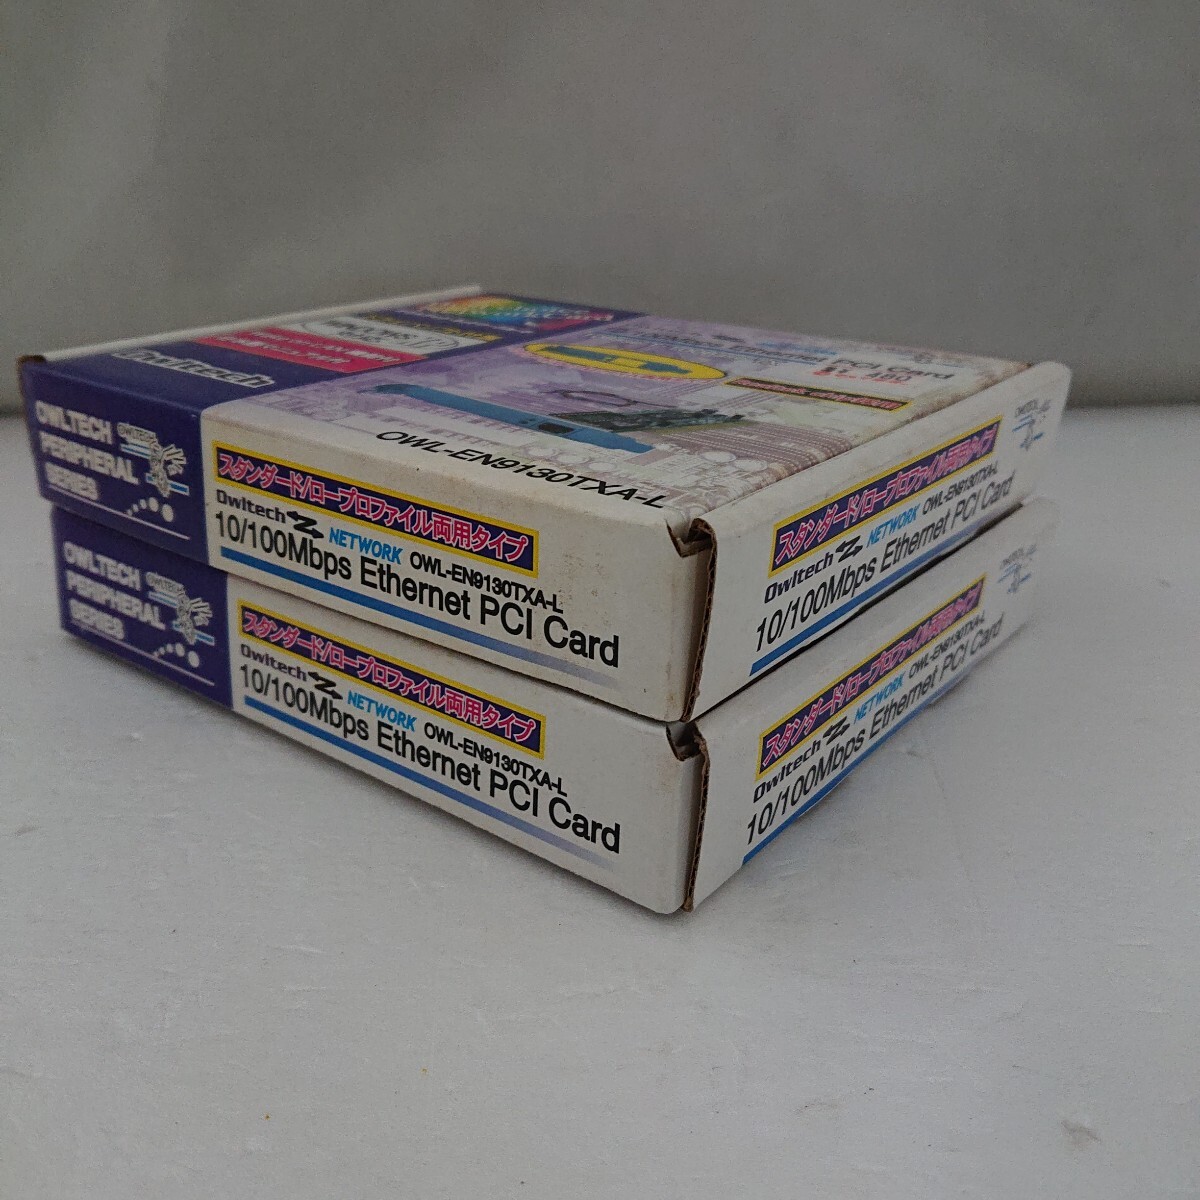 Owltech
OWL-EN9130TXA-L
PCI Card
OWLTECH
PERIPHERAL
SERIES
OWLTECH
スタンダード/ロープロファイル両用タイプ
Owltech NETWORK OWL-EN9130TXA-L
10/100Mbps Ethernet PCI Card
スタンダード/ロープロファイル両用タイプ
Owltech NETWORK OWL-EN9130TXA-L
10/100Mbps Ethernet PCI Card
OWLTECH
OWLTECH
PERIPHERAL
SERIES
OWLTECH
スタンダード/ロープロファイル両用タイプ
Owltech NETWORK OWL-EN9130TXA-L
10/100Mbps Ethernet PCI Card
スタンダード/ロープロファイル両用タイプ
Owltech NETWORK OWL-EN9130TXA-L
10/100Mbps Ethernet PCI Card
OWLTECH